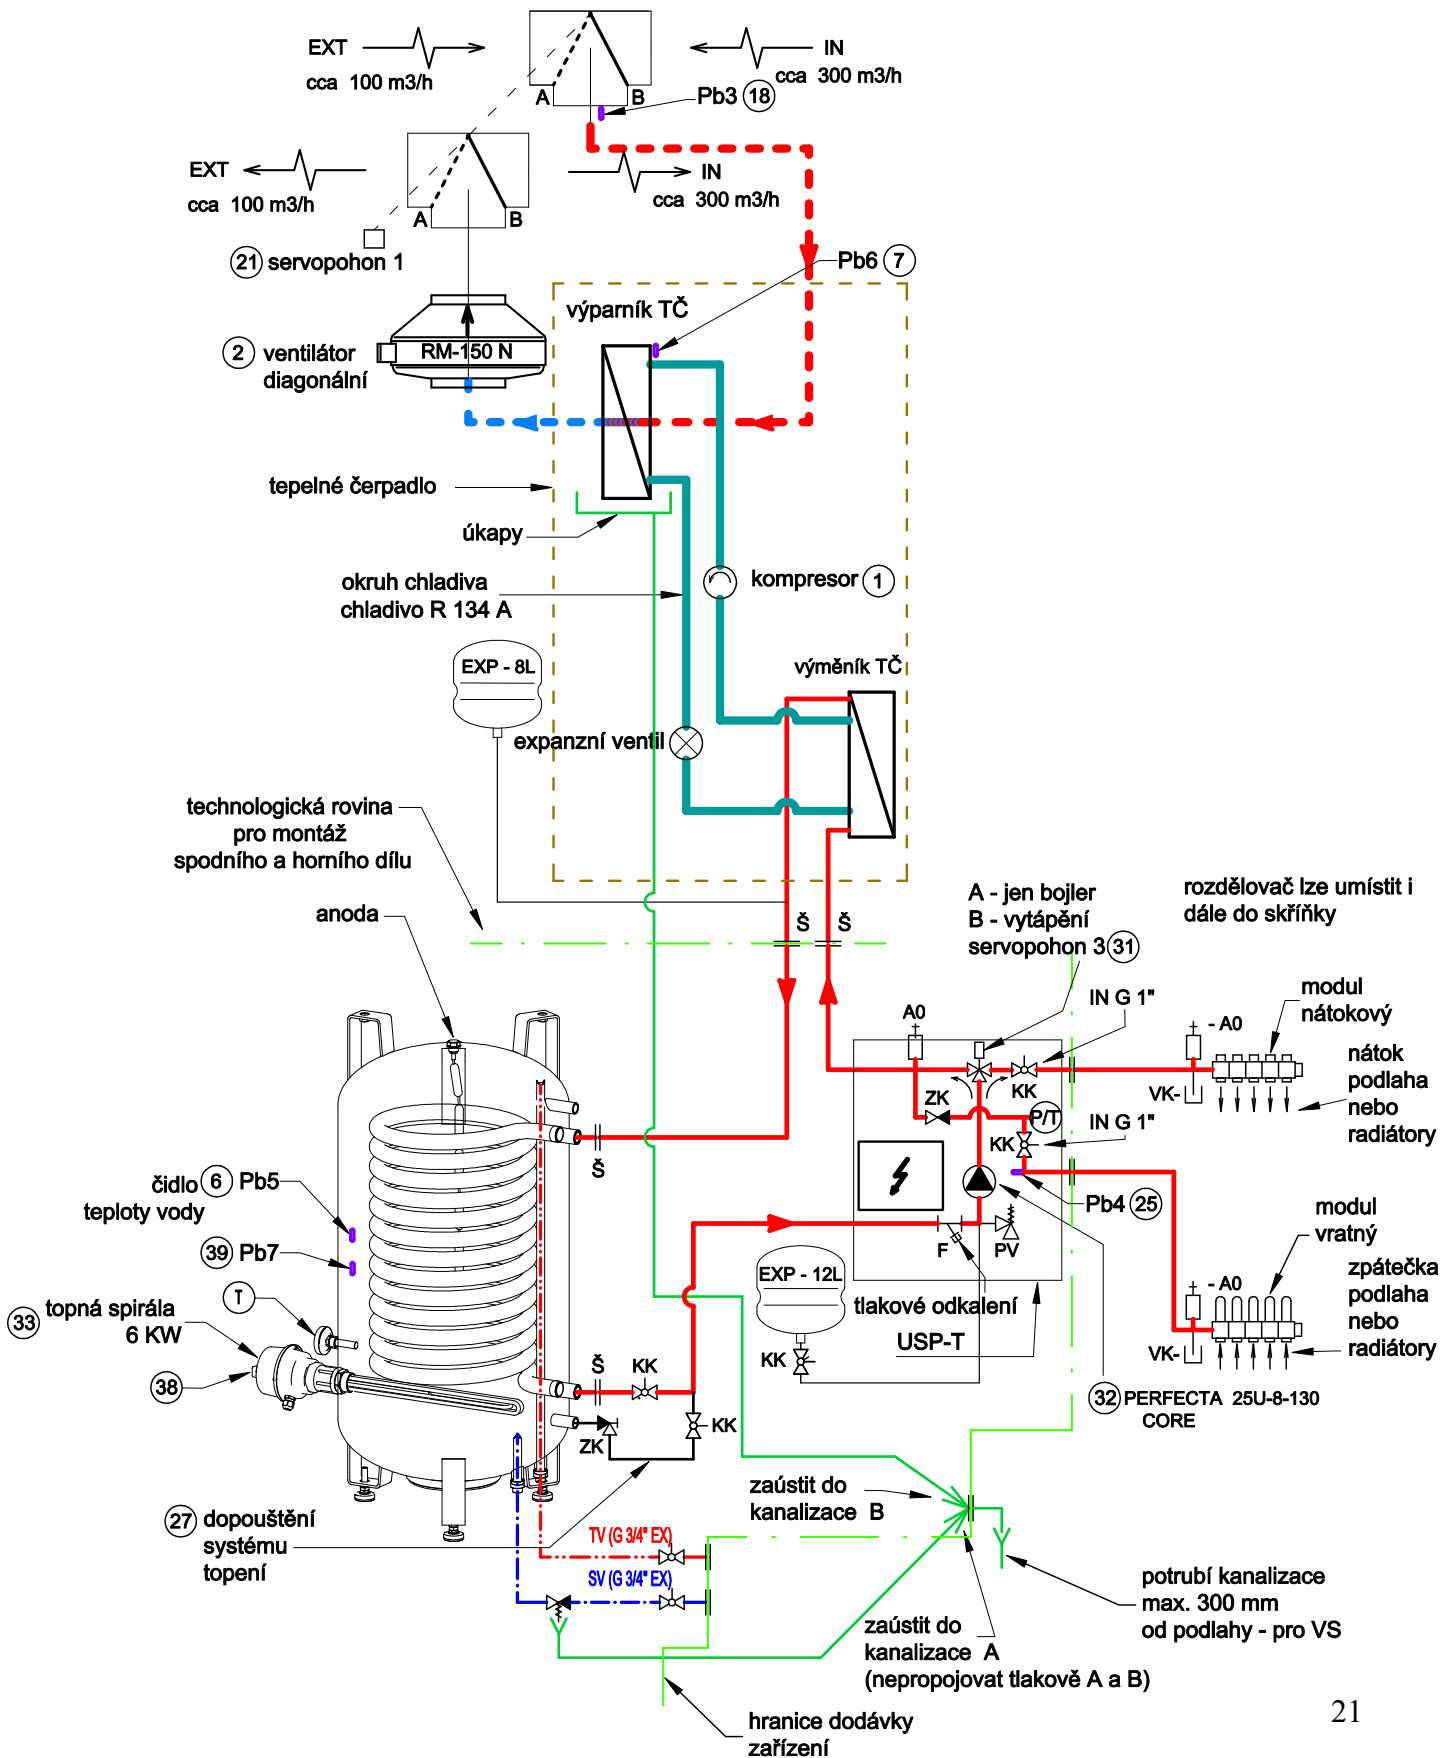 EXT
cca 100 m3/h
IN
cca 300 m3/h
A
B
Pb3 18
EXT
cca 100 m3/h
IN
cca 300 m3/h
A
B
21 servopohon 1
Pb6 7
výparník TČ
2 ventilátor
diagonální
RM-150 N
tepelné čerpadlo
úkapy
okruh chladiva
chladivo R 134 A
kompresor 1
EXP - 8L
výměník TČ
expanzní ventil
technologická rovina
pro montáž
spodního a horního dílu
anoda
Š
Š
A - jen bojler
B - vytápění
servopohon 3 31
rozdělovač lze umístit i
dále do skříňky
IN G 1"
A0
- A0
modul
nátokový
nátok
podlaha
nebo
radiátory
VK-
ZK
KK
P/T
KK
IN G 1"
Š
čidlo 6 Pb5
teploty vody
39 Pb7
Pb4 25
modul
vratný
F
PV
EXP - 12L
tlakové odkalení
USP-T
- A0
zpátečka
podlaha
nebo
radiátory
VK-
T
33 topná spirála
6 KW
38
Š
KK
KK
KK
ZK
32 PERFECTA 25U-8-130
CORE
zaústit do
kanalizace B
27 dopouštění
systému
topení
TV (G 3/4" EX)
SV (G 3/4" EX)
potrubí kanalizace
max. 300 mm
od podlahy - pro VS
zaústit do
kanalizace A
(nepropojovat tlakově A a B)
hranice dodávky
zařízení
21